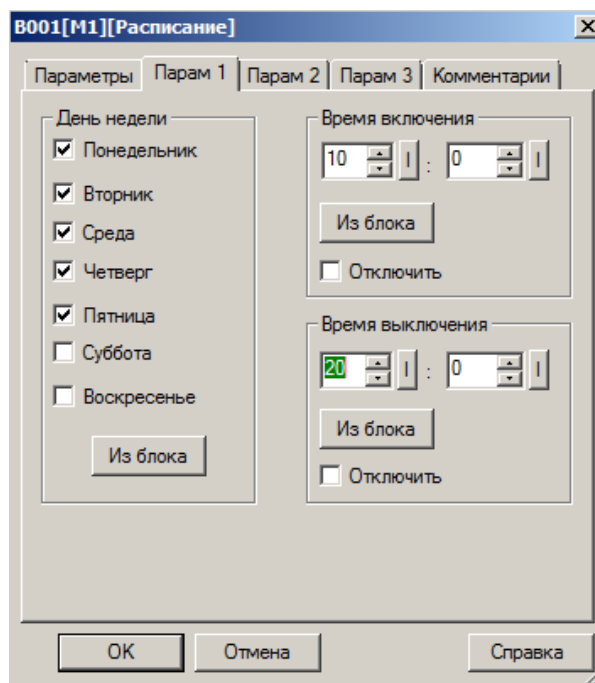 B001[M1][Расписание]
Параметры Парам 1 Парам 2 Парам 3 Комментарии
День недели
Понедельник
Вторник
Среда
Четверг
Пятница
Суббота
Воскресенье
Из блока
Время включения
10 I : 0 I
Из блока
Отключить
Время выключения
20 I : 0 I
Из блока
Отключить
OK Отмена Справка